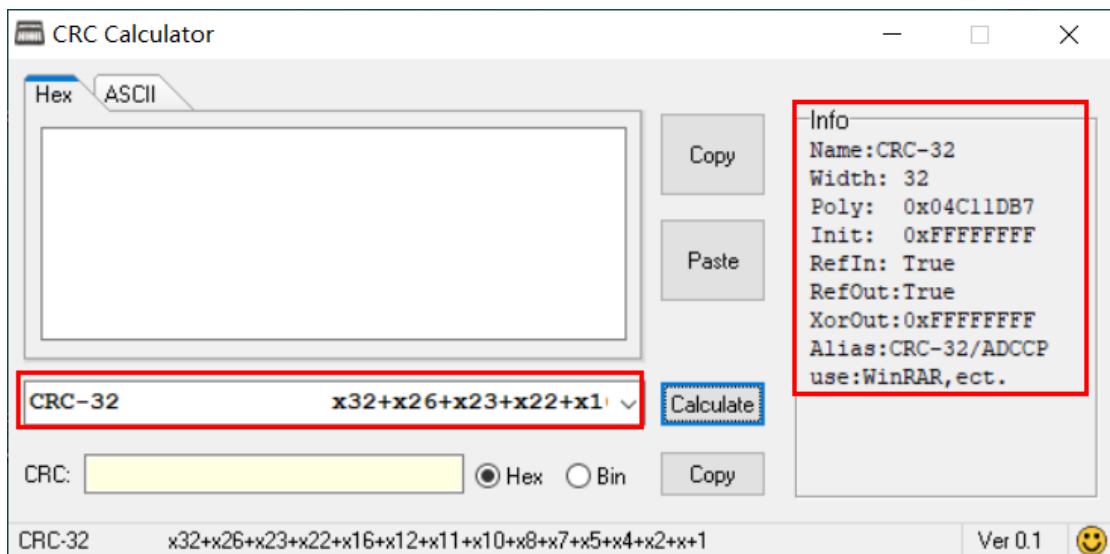 CRC Calculator
Hex ASCII
Copy
Paste
Info
Name:CRC-32
Width: 32
Poly: 0x04C11DB7
Init: 0xFFFFFFFF
RefIn: True
RefOut:True
XorOut:0xFFFFFFFF
Alias:CRC-32/ADCCP
use:WinRAR,ect.
CRC-32 x32+x26+x23+x22+x1
Calculate
CRC: Hex Bin Copy
CRC-32 x32+x26+x23+x22+x16+x12+x11+x10+x8+x7+x5+x4+x2+x+1 Ver 0.1